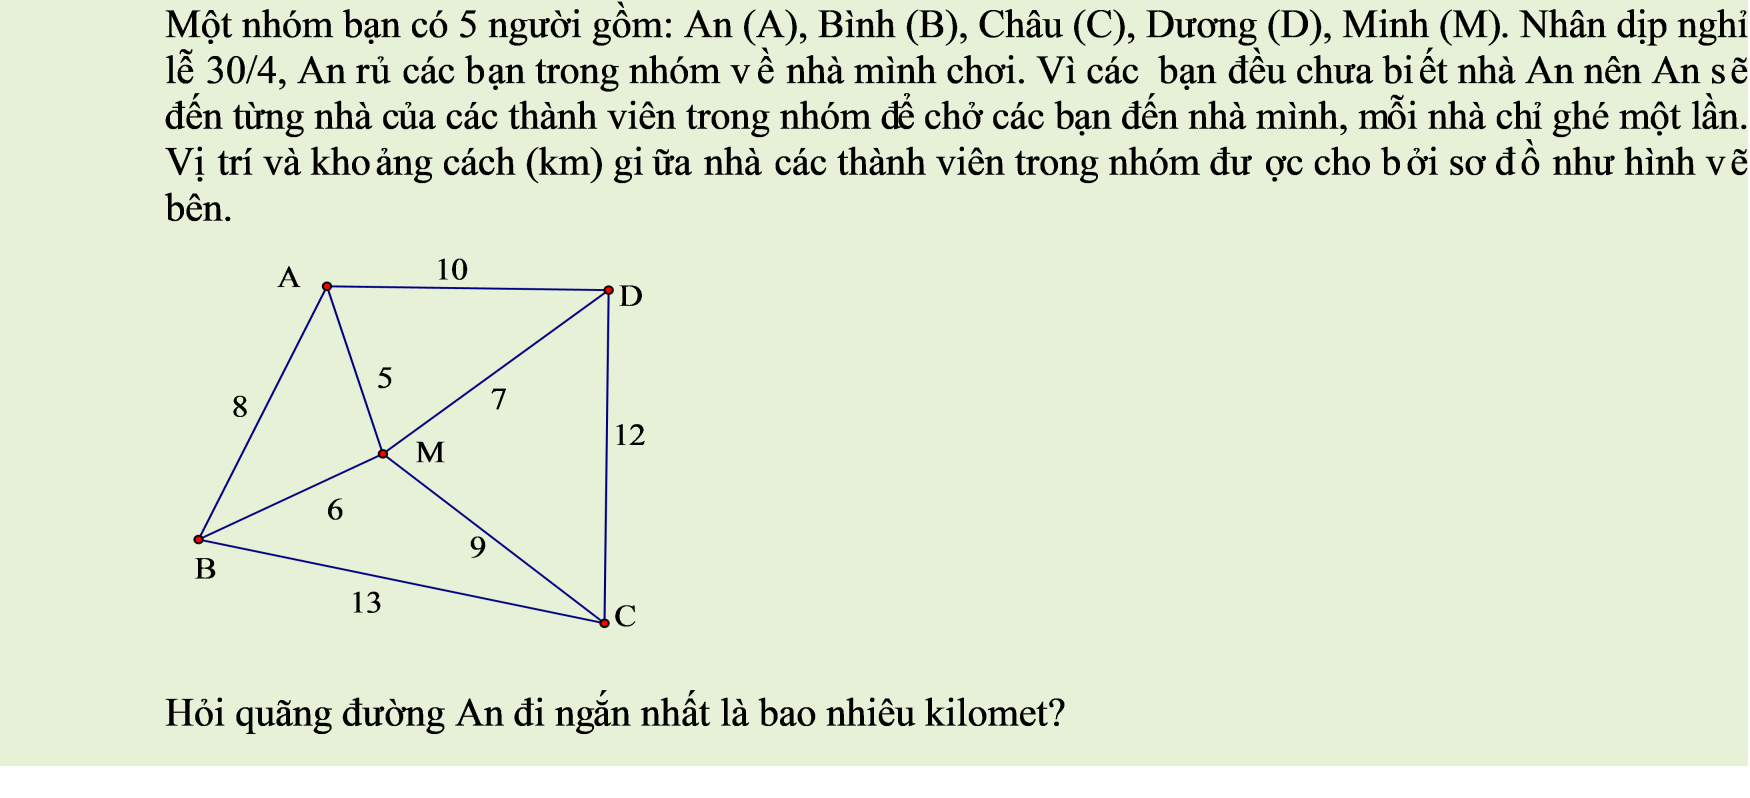 Một nhóm bạn có 5 người gồm: An (A), Bình (B), Châu (C), Dương (D), Minh (M). Nhân dịp nghỉ
lễ 30/4, An rủ các bạn trong nhóm về nhà mình chơi. Vì các bạn đều chưa biết nhà An nên An sẽ
đến từng nhà của các thành viên trong nhóm để chở các bạn đến nhà mình, mỗi nhà chỉ ghé một lần.
Vị trí và khoảng cách (km) giữa nhà các thành viên trong nhóm được cho bởi sơ đồ như hình vẽ
bên.
10
A
D
5
7
8
12
M
6
9
B
13
C
Hỏi quãng đường An đi ngắn nhất là bao nhiêu kilomet?